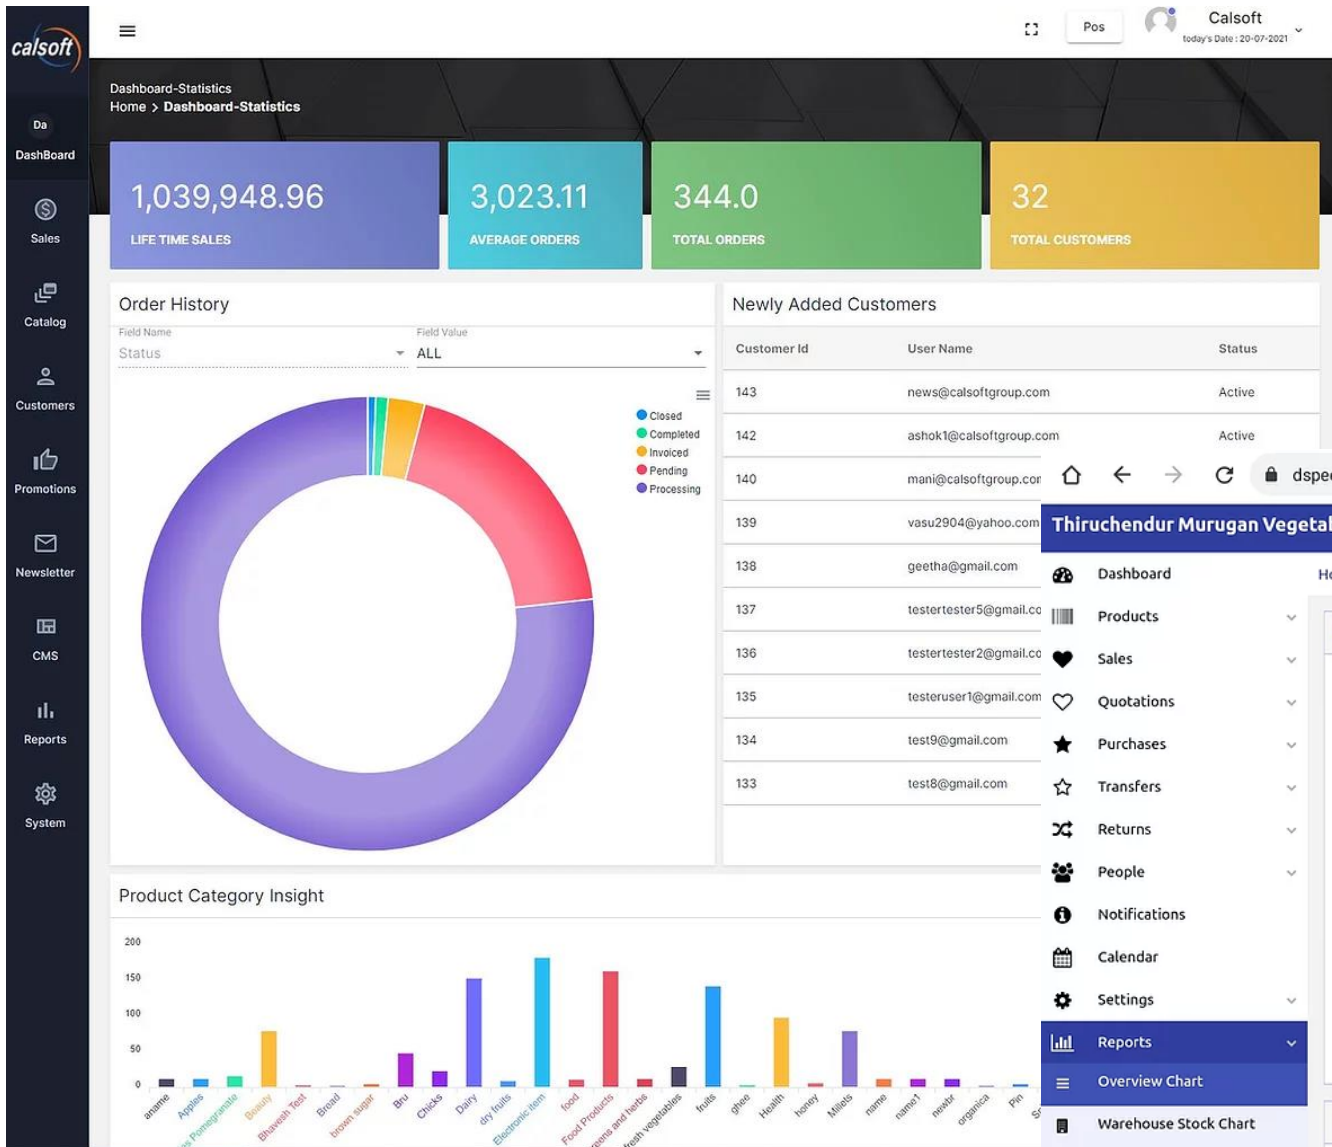 calsoft
Pos
Calsoft
today's Date : 20-07-2021
Dashboard-Statistics
Home > Dashboard-Statistics
Da
DashBoard
Sales
Catalog
Customers
Promotions
Newsletter
CMS
Reports
System
1,039,948.96
LIFE TIME SALES
3,023.11
AVERAGE ORDERS
344.0
TOTAL ORDERS
32
TOTAL CUSTOMERS
Order History
Field Name
Status
Field Value
ALL
Closed
Completed
Invoiced
Pending
Processing
Newly Added Customers
Customer Id User Name Status
143 news@calsoftgroup.com Active
142 ashok1@calsoftgroup.com Active
140 mani@calsoftgroup.con
139 vasu2904@yahoo.com
138 geetha@gmail.com
137 testertester5@gmail.co
136 testertester2@gmail.co
135 testeruser1@gmail.com
134 test9@gmail.com
133 test8@gmail.com
dspe
Thiruchendur Murugan Vegetal
Dashboard
Products
Sales
Quotations
Purchases
Transfers
Returns
People
Notifications
Calendar
Settings
Reports
Overview Chart
Warehouse Stock Chart
Product Category Insight
200
150
100
50
0
aname
Apples
as Pomegranate
Beauty
Bhavesh Test
Bread
brown sugar
Bru
Chicks
Dairy
dry fruits
Electronic item
food
Food Products
reens and herbs
fresh vegetables
fruits
ghee
Health
honey
Millets
name
name1
newbr
organica
Pin